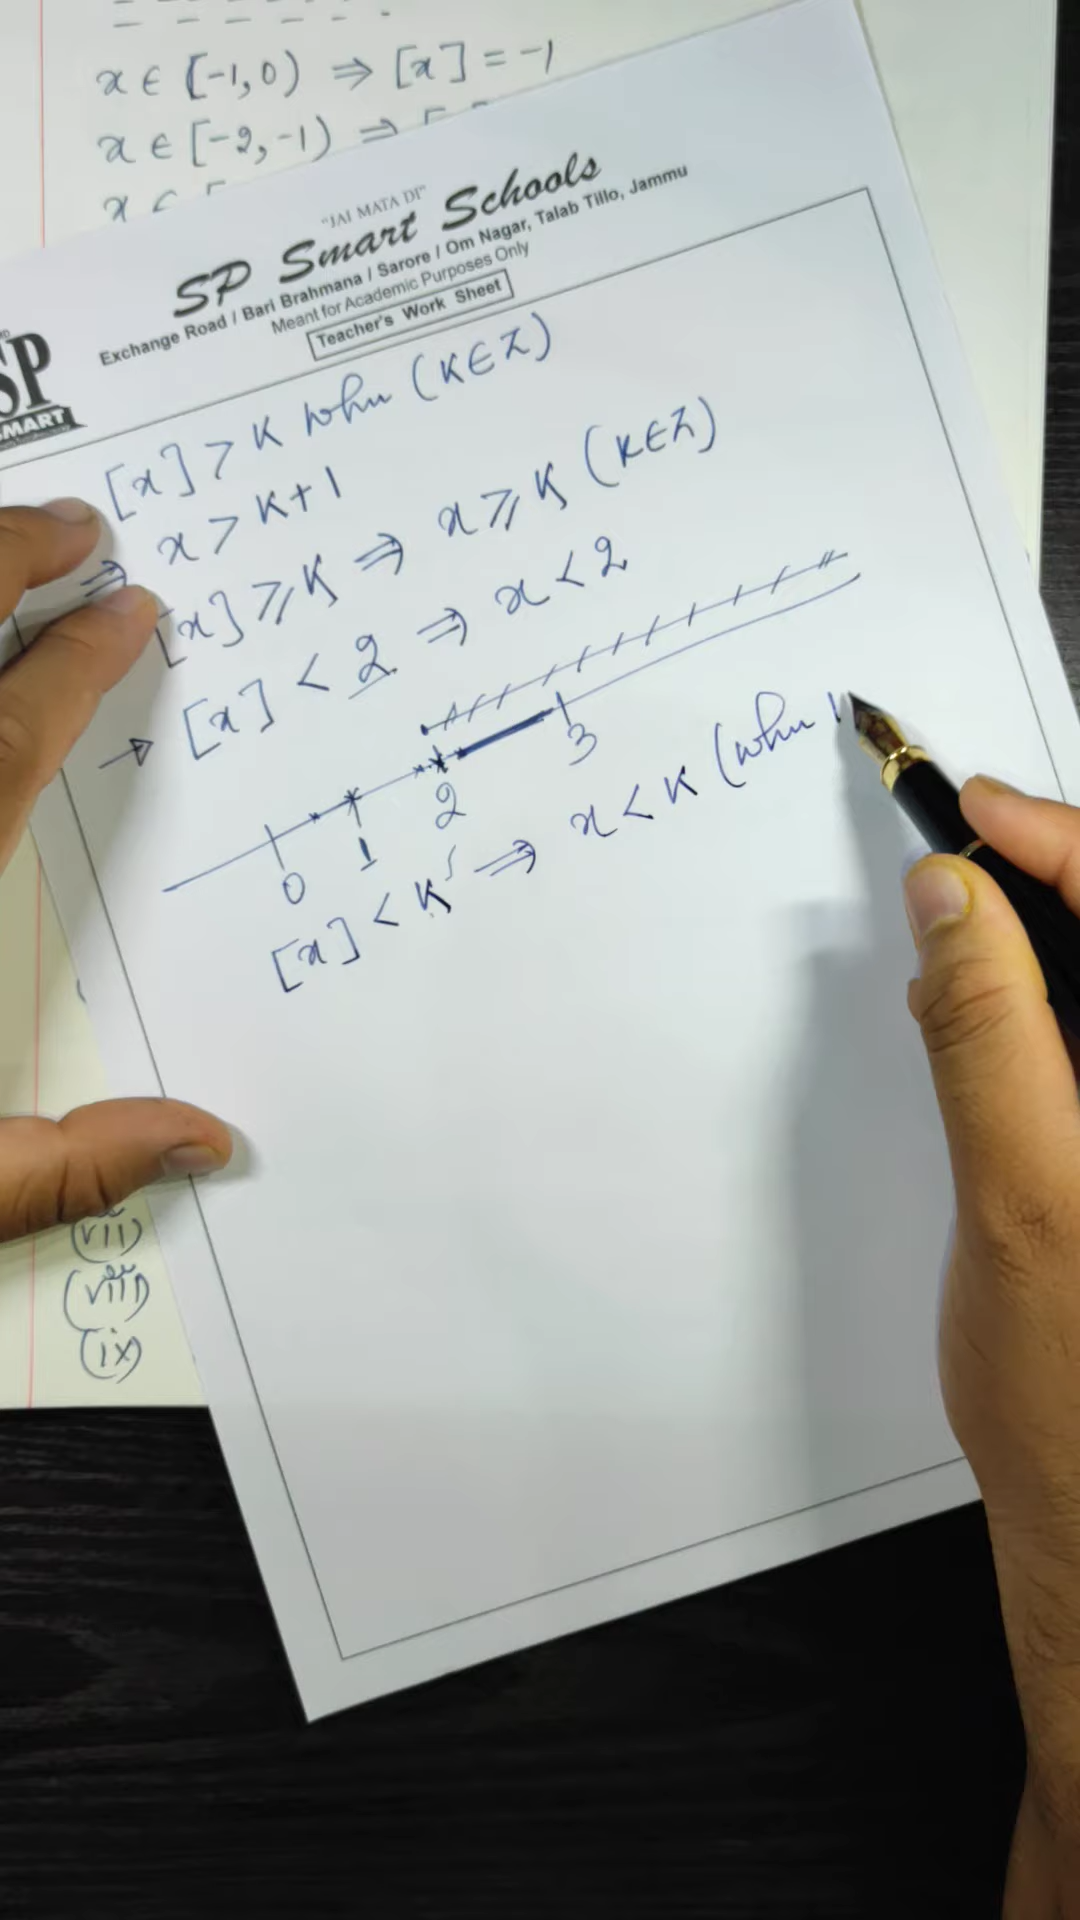 x ∈ [-1,0) ⇒ [x] = -1
x ∈ [-2,-1) ⇒ [
x ∈ [
"JAI MATA DI"
SP Smart Schools
Exchange Road / Bari Brahmana / Sarore / Om Nagar, Talab Tillo, Jammu
Meant for Academic Purposes Only
Teacher's Work Sheet
SP
SMART
[x] > K when (K∈Z)
⇒ x > K+1
[x] ≥ K ⇒ x ≥ K (K∈Z)
→ [x] < 2 ⇒ x < 2
0 1 2 3
[x] < K ⇒ x < K (when K
(vii)
(viii)
(ix)